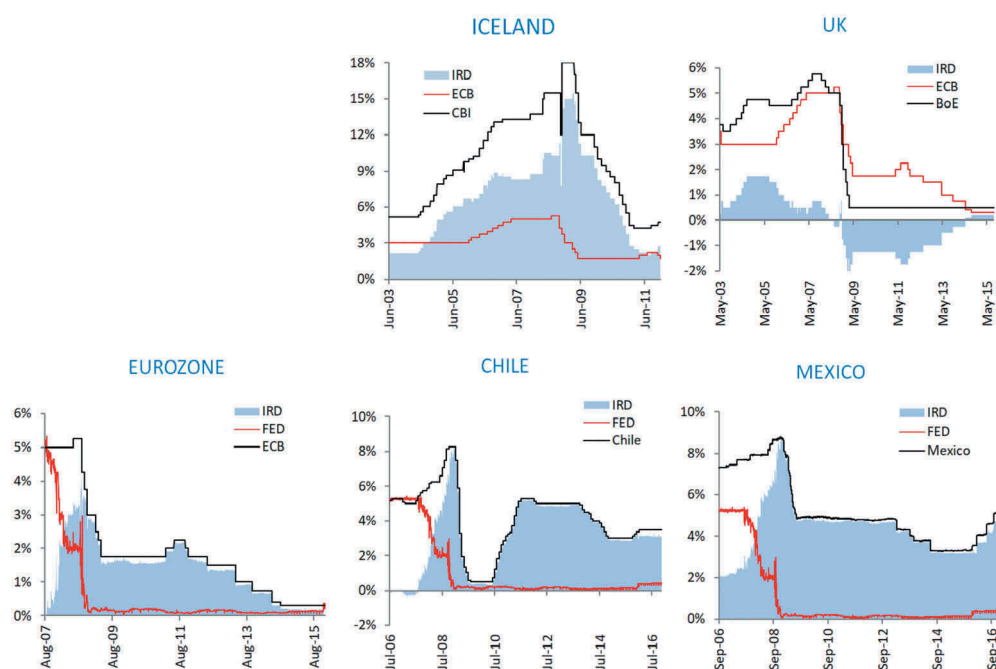 ICELAND
18%
15%
12%
9%
6%
3%
0%
IRD
ECB
CBI
Jun-03
Jun-05
Jun-07
Jun-09
Jun-11
UK
6%
5%
4%
3%
2%
1%
0%
-1%
-2%
IRD
ECB
BoE
May-03
May-05
May-07
May-09
May-11
May-13
May-15
EUROZONE
6%
5%
4%
3%
2%
1%
0%
IRD
FED
ECB
Aug-07
Aug-09
Aug-11
Aug-13
Aug-15
CHILE
10%
8%
6%
4%
2%
0%
-2%
IRD
FED
Chile
Jul-06
Jul-08
Jul-10
Jul-12
Jul-14
Jul-16
MEXICO
10%
8%
6%
4%
2%
0%
IRD
FED
Mexico
Sep-06
Sep-08
Sep-10
Sep-12
Sep-14
Sep-16